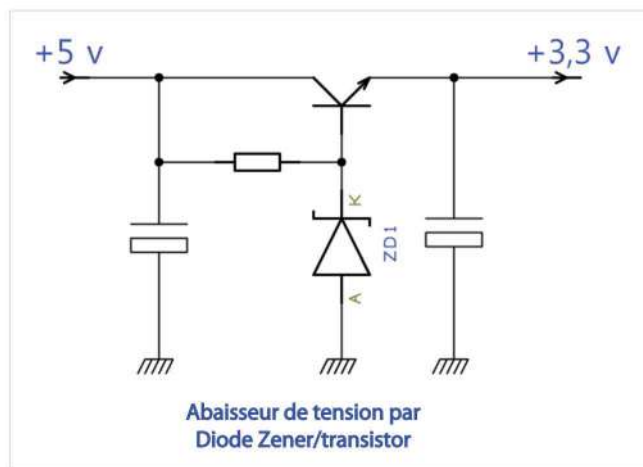 +5 v
+3,3 v
K
ZD1
A
Abaisseur de tension par
Diode Zener/transistor